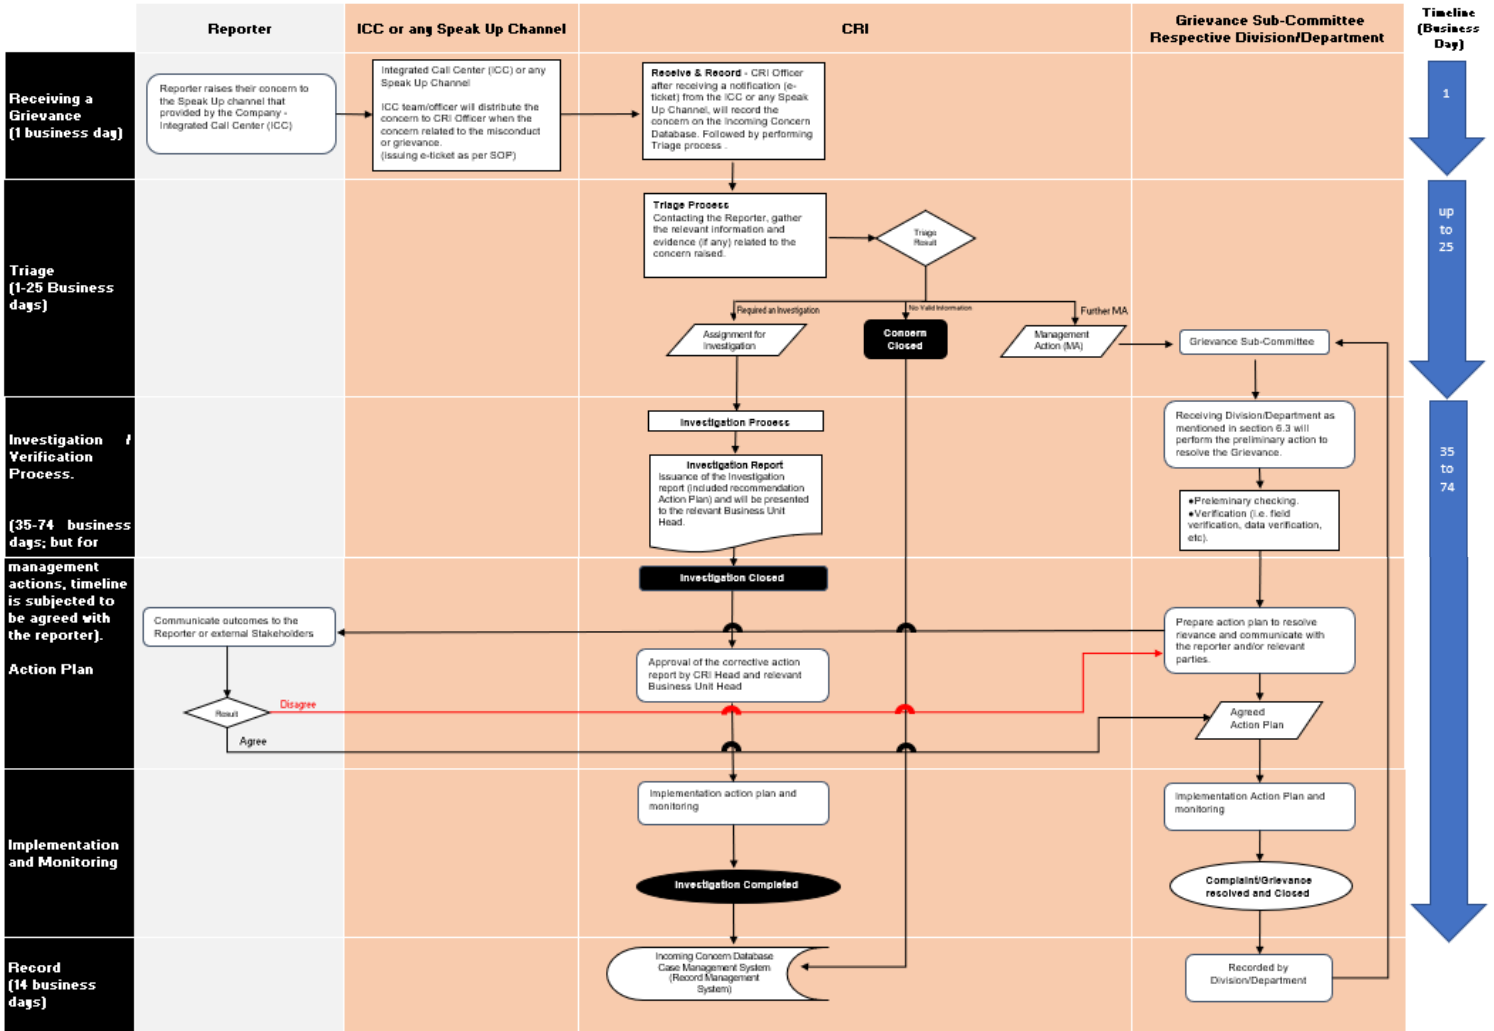 Reporter
ICC or any Speak Up Channel
CRI
Grievance Sub-Committee
Respective Division/Department
Timeline
(Business
Day)
Receiving a
Grievance
(1 business day)
Reporter raises their concern to
the Speak Up channel that
provided by the Company -
Integrated Call Center (ICC)
Integrated Call Center (ICC) or any
Speak Up Channel
ICC team/officer will distribute the
concern to CRI Officer when the
concern related to the misconduct
or grievance.
(issuing e-ticket as per SOP)
Receive & Record - CRI Officer
after receiving a notification (e-
ticket) from the ICC or any Speak
Up Channel, will record the
concern on the Incoming Concern
Database. Followed by performing
Triage process .
1
Triage
(1-25 Business
days)
Triage Process
Contacting the Reporter, gather
the relevant information and
evidence (if any) related to the
concern raised.
Triage
Result
up
to
25
Required an Investigation
No Valid Information
Further MA
Assignment for
Investigation
Concern
Closed
Management
Action (MA)
Grievance Sub-Committee
Investigation /
Verification
Process.
(35-74 business
days; but for
management
actions, timeline
is subjected to
be agreed with
the reporter).
Investigation Process
Investigation Report
Issuance of the Investigation
report (included recommendation
Action Plan) and will be presented
to the relevant Business Unit
Head.
Receiving Division/Department as
mentioned in section 6.3 will
perform the preliminary action to
resolve the Grievance.
●Preleminary checking.
●Verification (i.e. field
verification, data verification,
etc).
35
to
74
Investigation Closed
Action Plan
Communicate outcomes to the
Reporter or external Stakeholders
Approval of the corrective action
report by CRI Head and relevant
Business Unit Head
Prepare action plan to resolve
rievance and communicate with
the reporter and/or relevant
parties.
Result
Disagree
Agree
Agreed
Action Plan
Implementation
and Monitoring
Implementation action plan and
monitoring
Implementation Action Plan and
monitoring
Investigation Completed
Complaint/Grievance
resolved and Closed
Record
(14 business
days)
Incoming Concern Database
Case Management System
(Record Management
System)
Recorded by
Division/Department